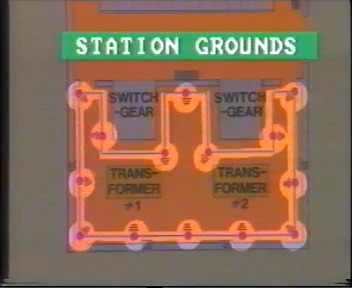 STATION GROUNDS
SWITCH
-GEAR
SWITCH
-GEAR
TRANS-
FORMER
#1
TRANS-
FORMER
#2